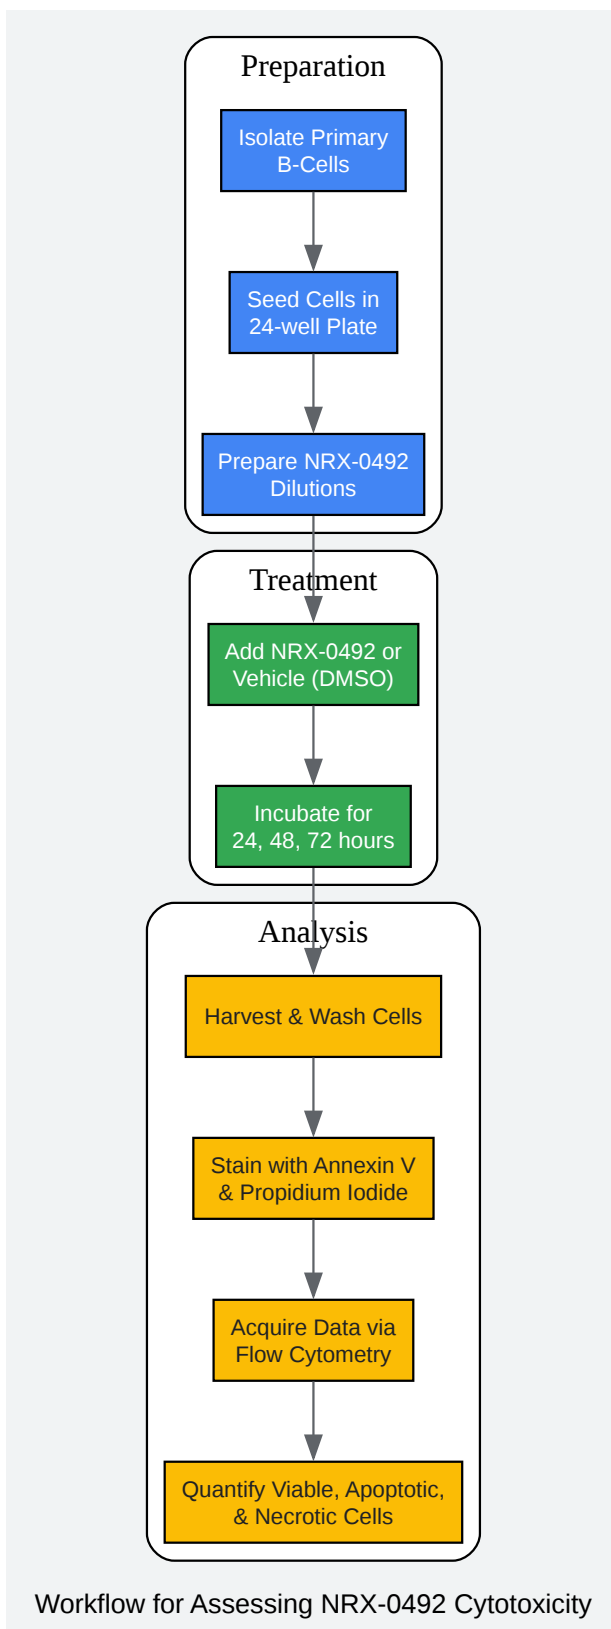 Preparation
Isolate Primary
B-Cells
Seed Cells in
24-well Plate
Prepare NRX-0492
Dilutions
Treatment
Add NRX-0492 or
Vehicle (DMSO)
Incubate for
24, 48, 72 hours
Analysis
Harvest & Wash Cells
Stain with Annexin V
& Propidium Iodide
Acquire Data via
Flow Cytometry
Quantify Viable, Apoptotic,
& Necrotic Cells
Workflow for Assessing NRX-0492 Cytotoxicity